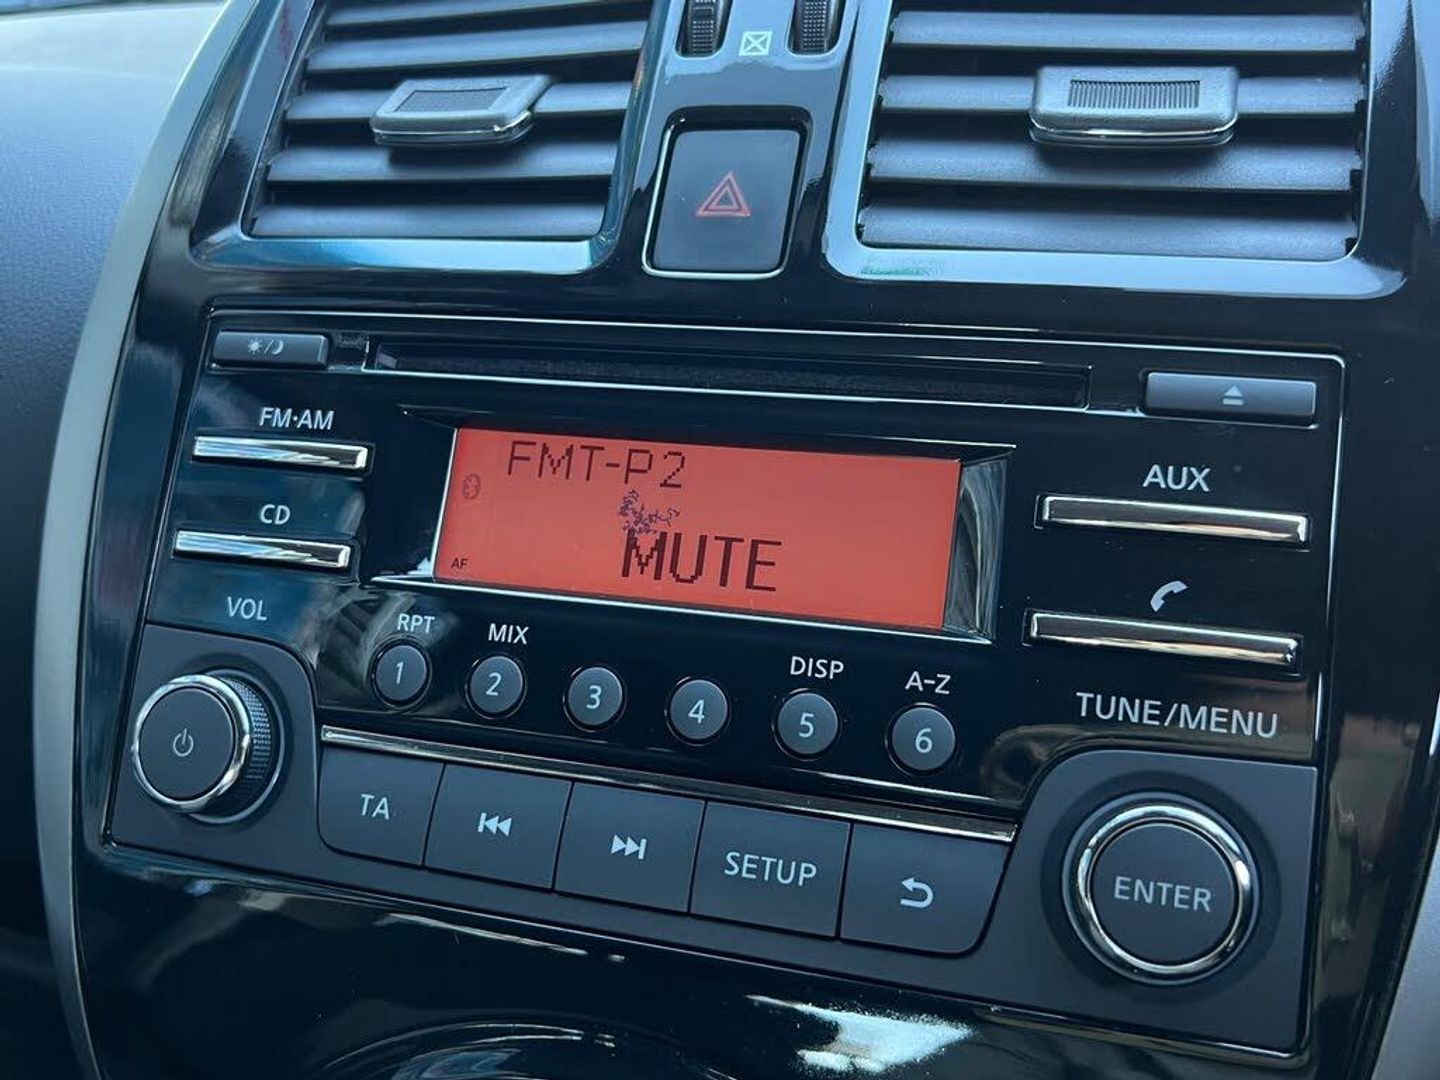 FM·AM
CD
VOL
FMT-P2
MUTE
AF
AUX
TUNE/MENU
RPT
MIX
DISP
A-Z
1
2
3
4
5
6
TA
SETUP
ENTER